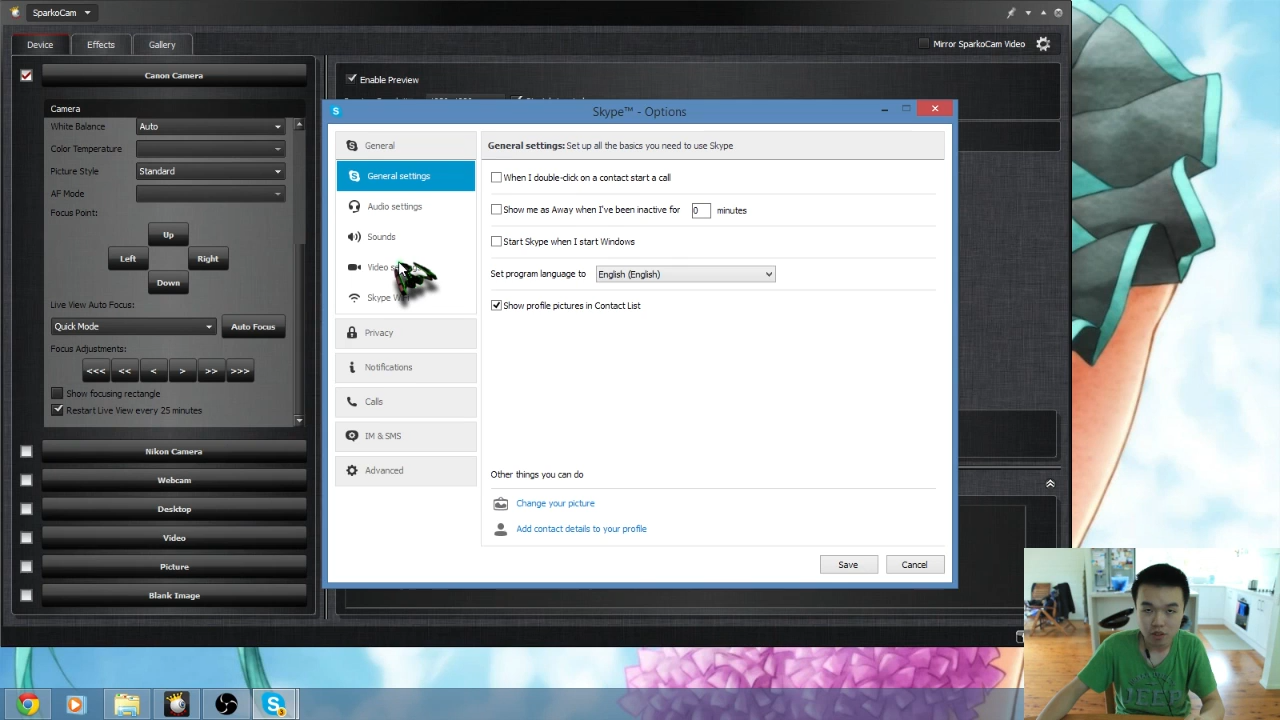 SparkoCam
Device
Effects
Gallery
Mirror SparkoCam Video
Canon Camera
Enable Preview
Camera
White Balance
Auto
Color Temperature
Picture Style
Standard
AF Mode
Focus Point:
Up
Left
Right
Down
Live View Auto Focus:
Quick Mode
Auto Focus
Focus Adjustments:
<<<
<<
<
>
>>
>>>
Show focusing rectangle
Restart Live View every 25 minutes
Nikon Camera
Webcam
Desktop
Video
Picture
Blank Image
Skype™ - Options
General
General settings
Audio settings
Sounds
Video
Skype
Privacy
Notifications
Calls
IM & SMS
Advanced
General settings: Set up all the basics you need to use Skype
When I double-click on a contact start a call
Show me as Away when I've been inactive for 0 minutes
Start Skype when I start Windows
Set program language to English (English)
Show profile pictures in Contact List
Other things you can do
Change your picture
Add contact details to your profile
Save
Cancel
JEEP